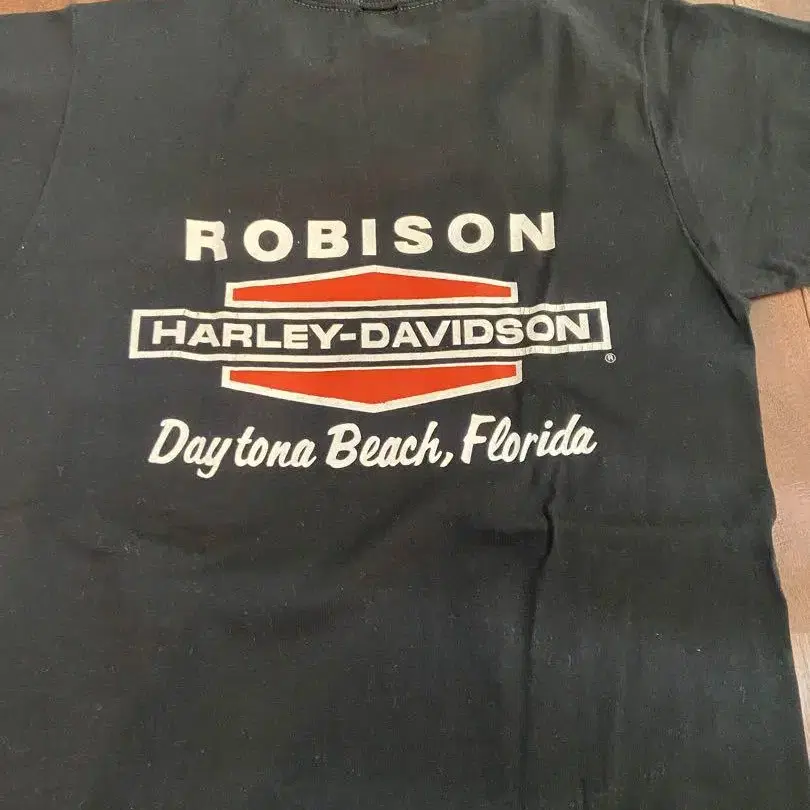 ROBISON
HARLEY-DAVIDSON
®
Daytona Beach, Florida